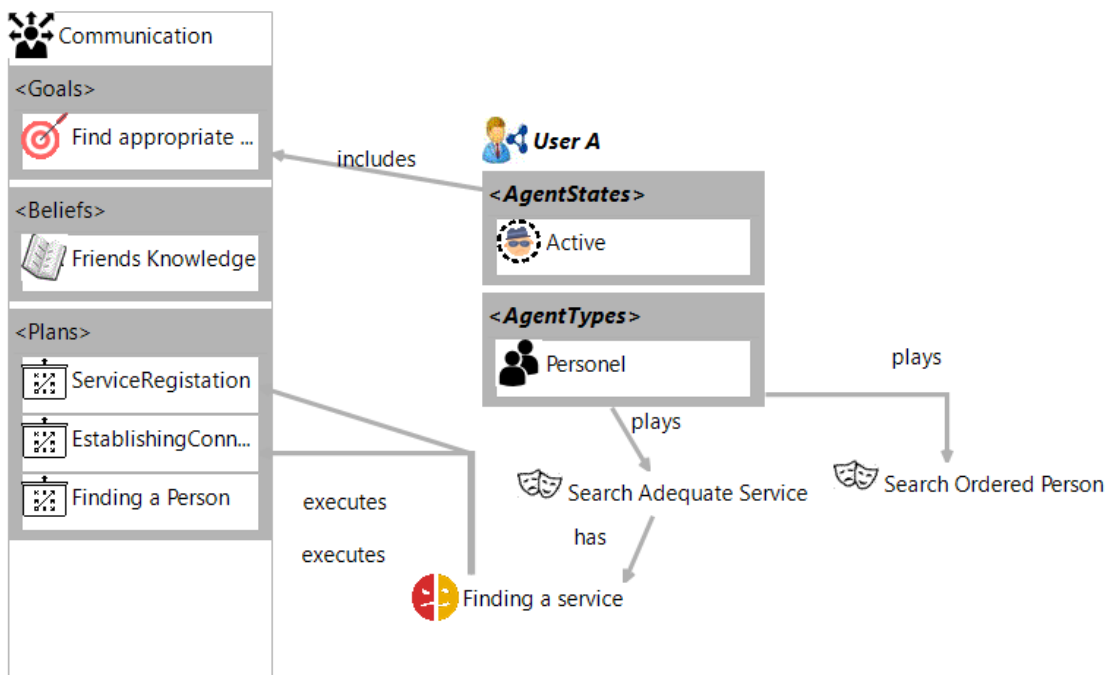 Communication
<Goals>
Find appropriate ...
<Beliefs>
Friends Knowledge
<Plans>
ServiceRegistation
EstablishingConn...
Finding a Person
includes
User A
<AgentStates>
Active
<AgentTypes>
Personel
plays
plays
Search Adequate Service
Search Ordered Person
has
executes
executes
Finding a service